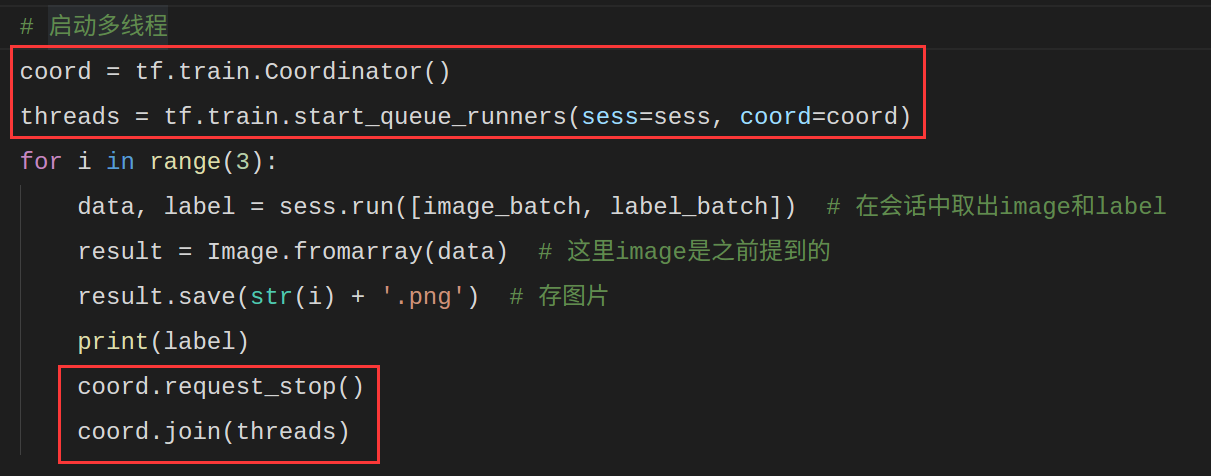 # 启动多线程
coord = tf.train.Coordinator()
threads = tf.train.start_queue_runners(sess=sess, coord=coord)
for i in range(3):
    data, label = sess.run([image_batch, label_batch])  # 在会话中取出image和label
    result = Image.fromarray(data)  # 这里image是之前提到的
    result.save(str(i) + '.png')  # 存图片
    print(label)
    coord.request_stop()
    coord.join(threads)